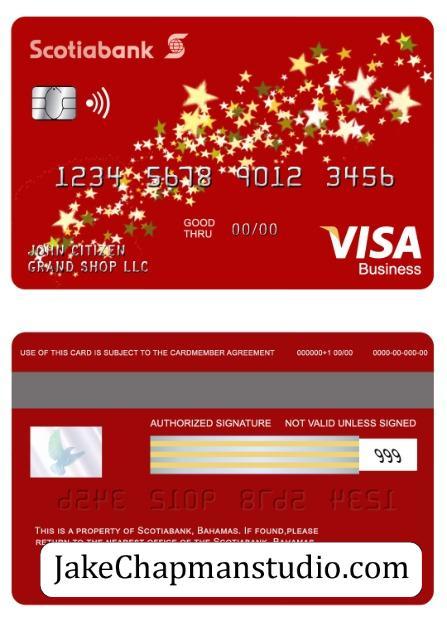 Scotiabank
1234 5678 9012 3456
GOOD
THRU 00/00
JOHN CITIZEN
GRAND SHOP LLC
VISA
Business
USE OF THIS CARD IS SUBJECT TO THE CARDMEMBER AGREEMENT 000000+1 00/00 0000-00-000-00
AUTHORIZED SIGNATURE NOT VALID UNLESS SIGNED
999
THIS IS A PROPERTY OF SCOTIABANK, BAHAMAS. IF FOUND,PLEASE
RETURN TO THE NEAREST OFFICE OF THE SCOTIABANK, BAHAMAS
JakeChapmanstudio.com